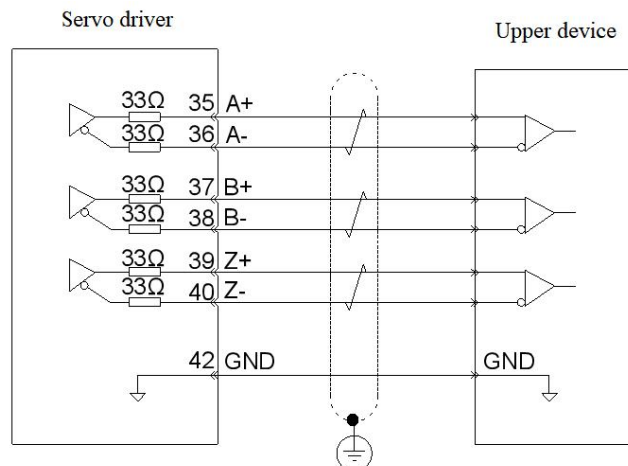 Servo driver
Upper device
33Ω 35 A+
33Ω 36 A-
33Ω 37 B+
33Ω 38 B-
33Ω 39 Z+
33Ω 40 Z-
42 GND GND